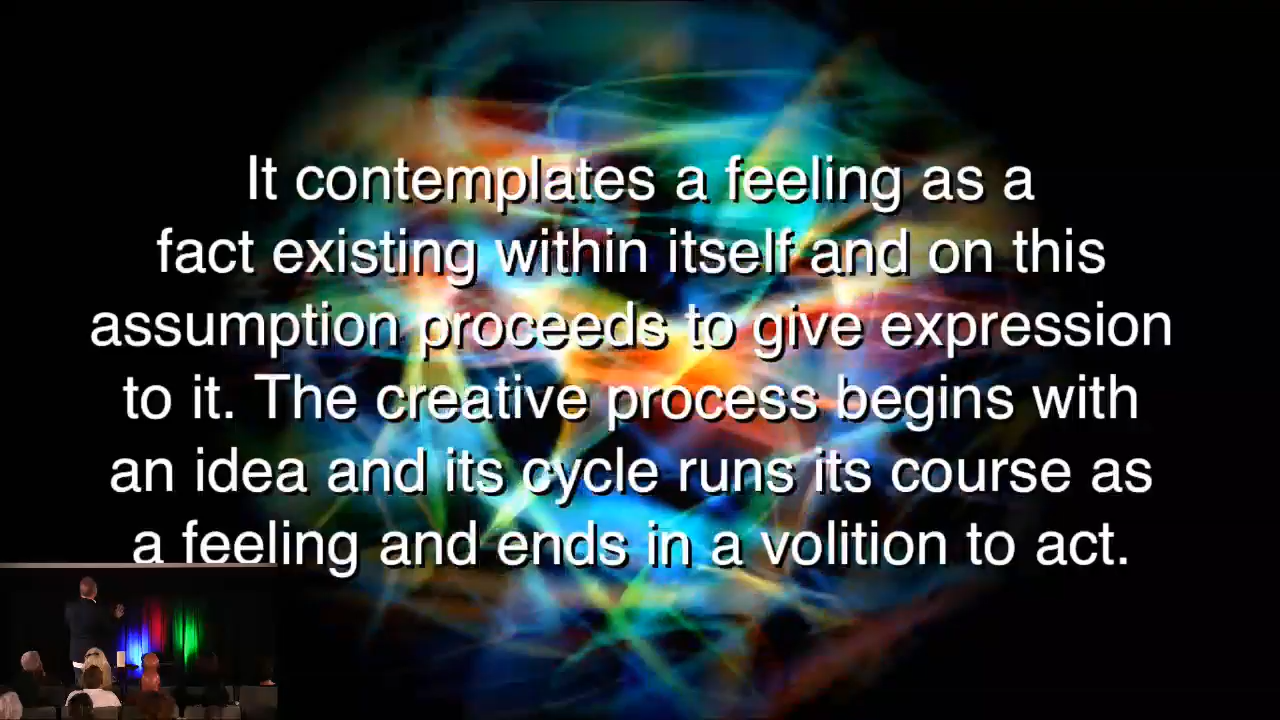 It contemplates a feeling as a
fact existing within itself and on this
assumption proceeds to give expression
to it. The creative process begins with
an idea and its cycle runs its course as
a feeling and ends in a volition to act.